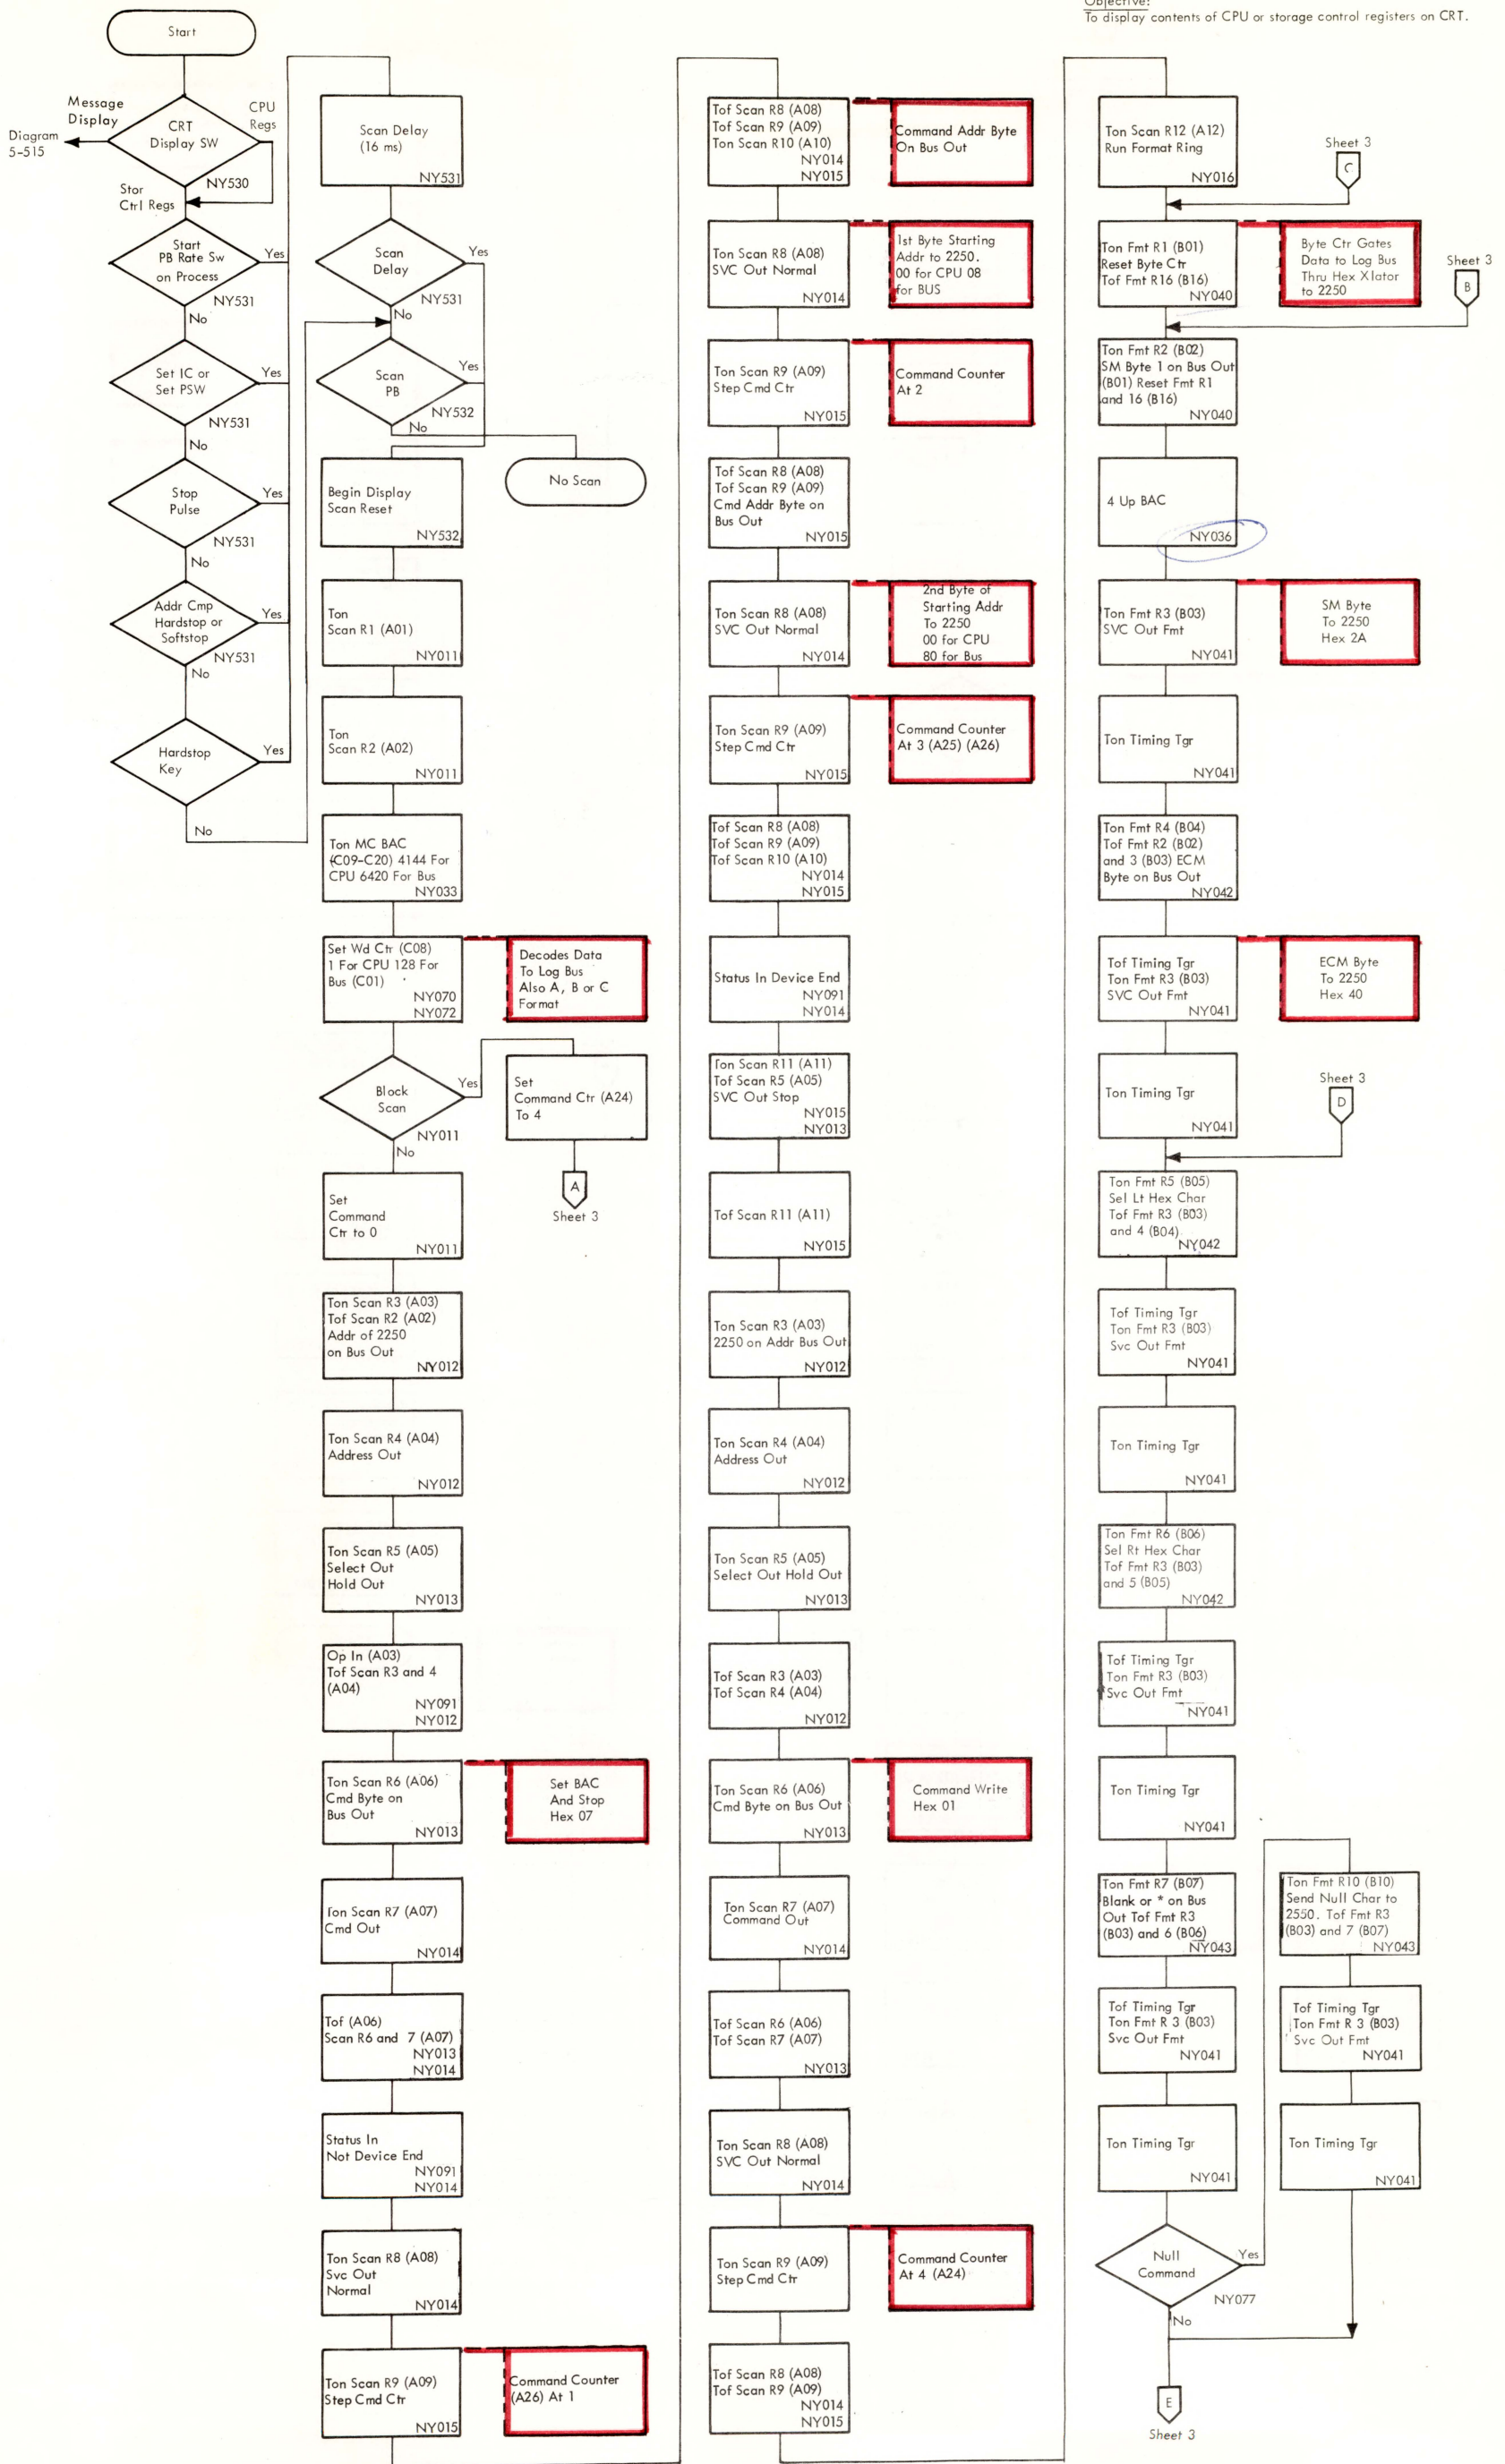 Objective:
To display contents of CPU or storage control registers on CRT.
Start
Message
Display
CPU
Regs
Diagram
5-515
CRT
Display SW
NY530
Stor
Ctrl Regs
Start
PB Rate Sw
on Process
Yes
NY531
No
Set IC or
Set PSW
Yes
NY531
No
Stop
Pulse
Yes
NY531
No
Addr Cmp
Hardstop or
Softstop
Yes
NY531
No
Hardstop
Key
Yes
No
Scan Delay
(16 ms)
NY531
Scan
Delay
Yes
NY531
No
Scan
PB
Yes
NY532
No
No Scan
Begin Display
Scan Reset
NY532
Ton
Scan R1 (A01)
NY011
Ton
Scan R2 (A02)
NY011
Ton MC BAC
(C09-C20) 4144 For
CPU 6420 For Bus
NY033
Set Wd Ctr (C08)
1 For CPU 128 For
Bus (C01)
NY070
NY072
Decodes Data
To Log Bus
Also A, B or C
Format
Block
Scan
Yes
NY011
No
Set
Command Ctr (A24)
To 4
A
Sheet 3
Set
Command
Ctr to 0
NY011
Ton Scan R3 (A03)
Tof Scan R2 (A02)
Addr of 2250
on Bus Out
NY012
Ton Scan R4 (A04)
Address Out
NY012
Ton Scan R5 (A05)
Select Out
Hold Out
NY013
Op In (A03)
Tof Scan R3 and 4
(A04)
NY091
NY012
Ton Scan R6 (A06)
Cmd Byte on
Bus Out
NY013
Set BAC
And Stop
Hex 07
Ton Scan R7 (A07)
Cmd Out
NY014
Tof (A06)
Scan R6 and 7 (A07)
NY013
NY014
Status In
Not Device End
NY091
NY014
Ton Scan R8 (A08)
Svc Out
Normal
NY014
Ton Scan R9 (A09)
Step Cmd Ctr
NY015
Command Counter
(A26) At 1
Tof Scan R8 (A08)
Tof Scan R9 (A09)
Ton Scan R10 (A10)
NY014
NY015
Command Addr Byte
On Bus Out
Ton Scan R8 (A08)
SVC Out Normal
NY014
1st Byte Starting
Addr to 2250.
00 for CPU 08
for BUS
Ton Scan R9 (A09)
Step Cmd Ctr
NY015
Command Counter
At 2
Tof Scan R8 (A08)
Tof Scan R9 (A09)
Cmd Addr Byte on
Bus Out
NY015
Ton Scan R8 (A08)
SVC Out Normal
NY014
2nd Byte of
Starting Addr
To 2250
00 for CPU
80 for Bus
Ton Scan R9 (A09)
Step Cmd Ctr
NY015
Command Counter
At 3 (A25) (A26)
Tof Scan R8 (A08)
Tof Scan R9 (A09)
Tof Scan R10 (A10)
NY014
NY015
Status In Device End
NY091
NY014
Ton Scan R11 (A11)
Tof Scan R5 (A05)
SVC Out Stop
NY015
NY013
Tof Scan R11 (A11)
NY015
Ton Scan R3 (A03)
2250 on Addr Bus Out
NY012
Ton Scan R4 (A04)
Address Out
NY012
Ton Scan R5 (A05)
Select Out Hold Out
NY013
Tof Scan R3 (A03)
Tof Scan R4 (A04)
NY012
Ton Scan R6 (A06)
Cmd Byte on Bus Out
NY013
Command Write
Hex 01
Ton Scan R7 (A07)
Command Out
NY014
Tof Scan R6 (A06)
Tof Scan R7 (A07)
NY013
Ton Scan R8 (A08)
SVC Out Normal
NY014
Ton Scan R9 (A09)
Step Cmd Ctr
Command Counter
At 4 (A24)
Tof Scan R8 (A08)
Tof Scan R9 (A09)
NY014
NY015
Ton Scan R12 (A12)
Run Format Ring
NY016
Sheet 3
C
Ton Fmt R1 (B01)
Reset Byte Ctr
Tof Fmt R16 (B16)
NY040
Byte Ctr Gates
Data to Log Bus
Thru Hex Xlator
to 2250
Sheet 3
B
Ton Fmt R2 (B02)
SM Byte 1 on Bus Out
(B01) Reset Fmt R1
and 16 (B16)
NY040
4 Up BAC
NY036
Ton Fmt R3 (B03)
SVC Out Fmt
NY041
SM Byte
To 2250
Hex 2A
Ton Timing Tgr
NY041
Ton Fmt R4 (B04)
Tof Fmt R2 (B02)
and 3 (B03) ECM
Byte on Bus Out
NY042
Tof Timing Tgr
Ton Fmt R3 (B03)
SVC Out Fmt
NY041
ECM Byte
To 2250
Hex 40
Ton Timing Tgr
NY041
Sheet 3
D
Ton Fmt R5 (B05)
Sel Lt Hex Char
Tof Fmt R3 (B03)
and 4 (B04)
NY042
Tof Timing Tgr
Ton Fmt R3 (B03)
Svc Out Fmt
NY041
Ton Timing Tgr
NY041
Ton Fmt R6 (B06)
Sel Rt Hex Char
Tof Fmt R3 (B03)
and 5 (B05)
NY042
Tof Timing Tgr
Ton Fmt R3 (B03)
Svc Out Fmt
NY041
Ton Timing Tgr
NY041
Ton Fmt R7 (B07)
Blank or * on Bus
Out Tof Fmt R3
(B03) and 6 (B06)
NY043
Tof Timing Tgr
Ton Fmt R 3 (B03)
Svc Out Fmt
NY041
Ton Timing Tgr
NY041
Null
Command
Yes
NY077
No
Ton Fmt R10 (B10)
Send Null Char to
2550. Tof Fmt R3
(B03) and 7 (B07)
NY043
Tof Timing Tgr
Ton Fmt R 3 (B03)
Svc Out Fmt
NY041
Ton Timing Tgr
NY041
E
Sheet 3